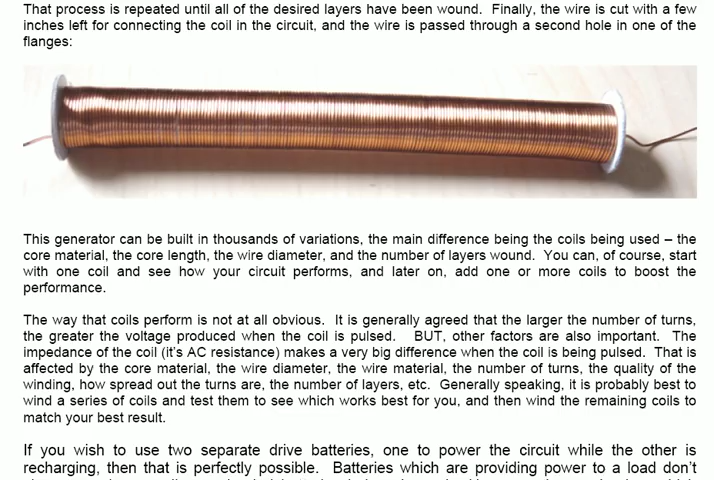 That process is repeated until all of the desired layers have been wound.  Finally, the wire is cut with a few
inches left for connecting the coil in the circuit, and the wire is passed through a second hole in one of the
flanges:
This generator can be built in thousands of variations, the main difference being the coils being used – the
core material, the core length, the wire diameter, and the number of layers wound.  You can, of course, start
with one coil and see how your circuit performs, and later on, add one or more coils to boost the
performance.
The way that coils perform is not at all obvious.  It is generally agreed that the larger the number of turns,
the greater the voltage produced when the coil is pulsed.   BUT, other factors are also important.  The
impedance of the coil (it's AC resistance) makes a very big difference when the coil is being pulsed.  That is
affected by the core material, the wire diameter, the wire material, the number of turns, the quality of the
winding, how spread out the turns are, the number of layers, etc.  Generally speaking, it is probably best to
wind a series of coils and test them to see which works best for you, and then wind the remaining coils to
match your best result.
If you wish to use two separate drive batteries, one to power the circuit while the other is
recharging, then that is perfectly possible.  Batteries which are providing power to a load don't